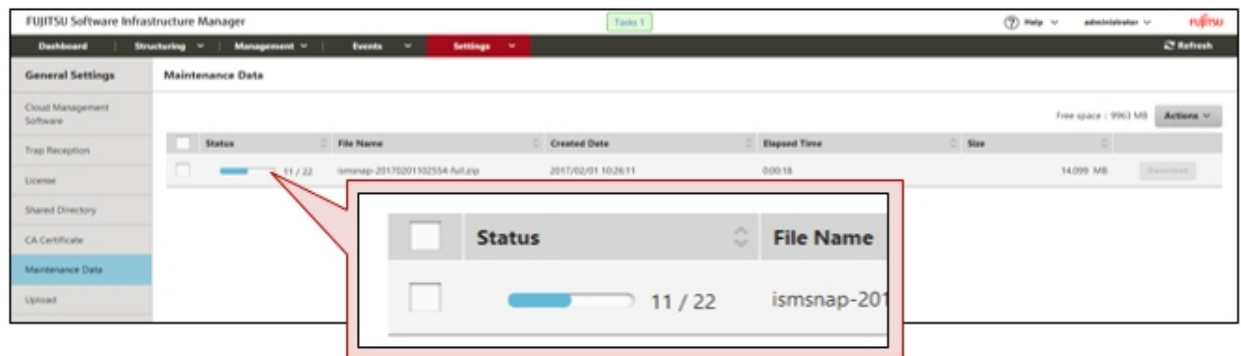 FUJITSU Software Infrastructure Manager
Tasks 1
Help
administrator
FUJITSU
Dashboard
Structuring
Management
Events
Settings
Refresh
General Settings
Maintenance Data
Cloud Management
Software
Trap Reception
License
Shared Directory
CA Certificate
Maintenance Data
Upload
Free space : 9963 MB
Actions
Status
File Name
Created Date
Elapsed Time
Size
11 / 22
ismsnap-20170201102554-full.zip
2017/02/01 10:26:11
0:00:18
14.099 MB
Download
Status
File Name
11 / 22
ismsnap-201